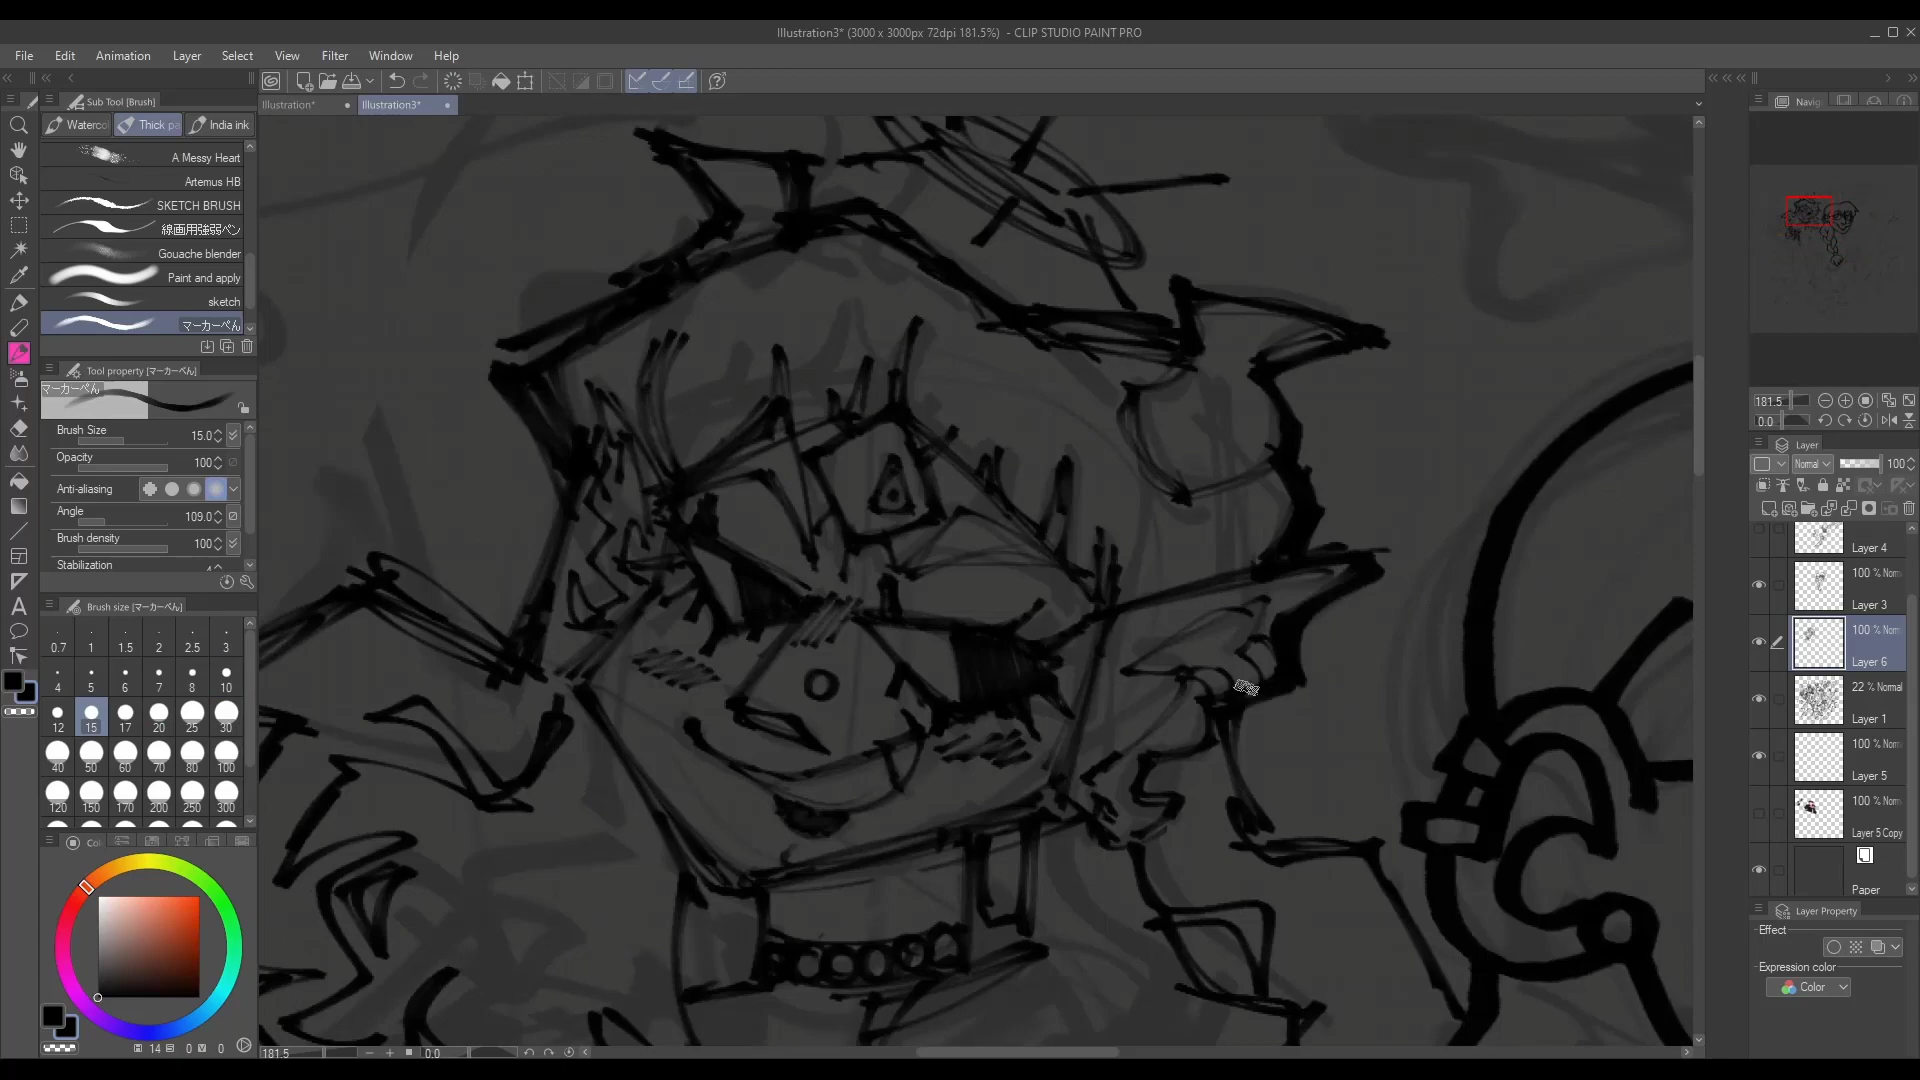 Illustration3* (3000 x 3000px 72dpi 181.5%) - CLIP STUDIO PAINT PRO
File Edit Animation Layer Select View Filter Window Help
Sub Tool [Brush]
Illustration*
Illustration3*
Navig
Waterco
Thick pa
India ink
A Messy Heart
Artemus HB
SKETCH BRUSH
線画用強弱ペン
Gouache blender
Paint and apply
sketch
マーカーぺん
Tool property [マーカーぺん]
マーカーぺん
Brush Size 15.0
Opacity 100
Anti-aliasing
Angle 109.0
Brush density 100
Stabilization
Brush size [マーカーぺん]
0.7 1 1.5 2 2.5 3
4 5 6 7 8 10
12 15 17 20 25 30
40 50 60 70 80 100
120 150 170 200 250 300
Col
H 14 S 0 V 0
181.5 0.0
181.5
0.0
Layer
Normal 100
Layer 4
100 % Norm
Layer 3
100 % Norm
Layer 6
22 % Normal
Layer 1
100 % Norm
Layer 5
100 % Norm
Layer 5 Copy
Paper
Layer Property
Effect
Expression color
Color